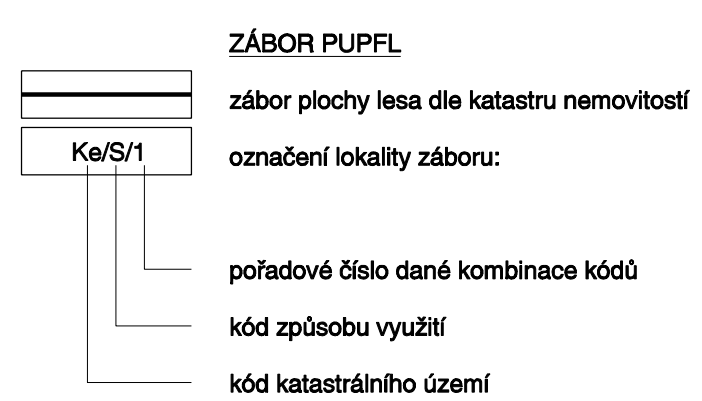 ZÁBOR PUPFL
zábor plochy lesa dle katastru nemovitostí
Ke/S/1
označení lokality záboru:
pořadové číslo dané kombinace kódů
kód způsobu využití
kód katastrálního území